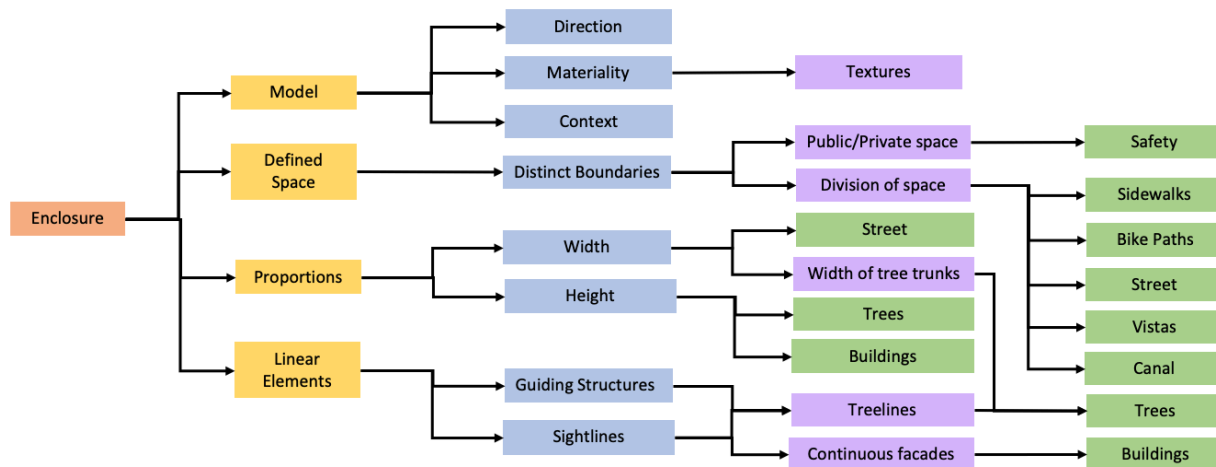 Direction
Materiality
Textures
Model
Context
Public/Private space
Safety
Defined
Space
Distinct Boundaries
Division of space
Sidewalks
Enclosure
Street
Bike Paths
Width
Proportions
Width of tree trunks
Street
Height
Trees
Vistas
Buildings
Canal
Linear
Elements
Guiding Structures
Treelines
Trees
Sightlines
Continuous facades
Buildings